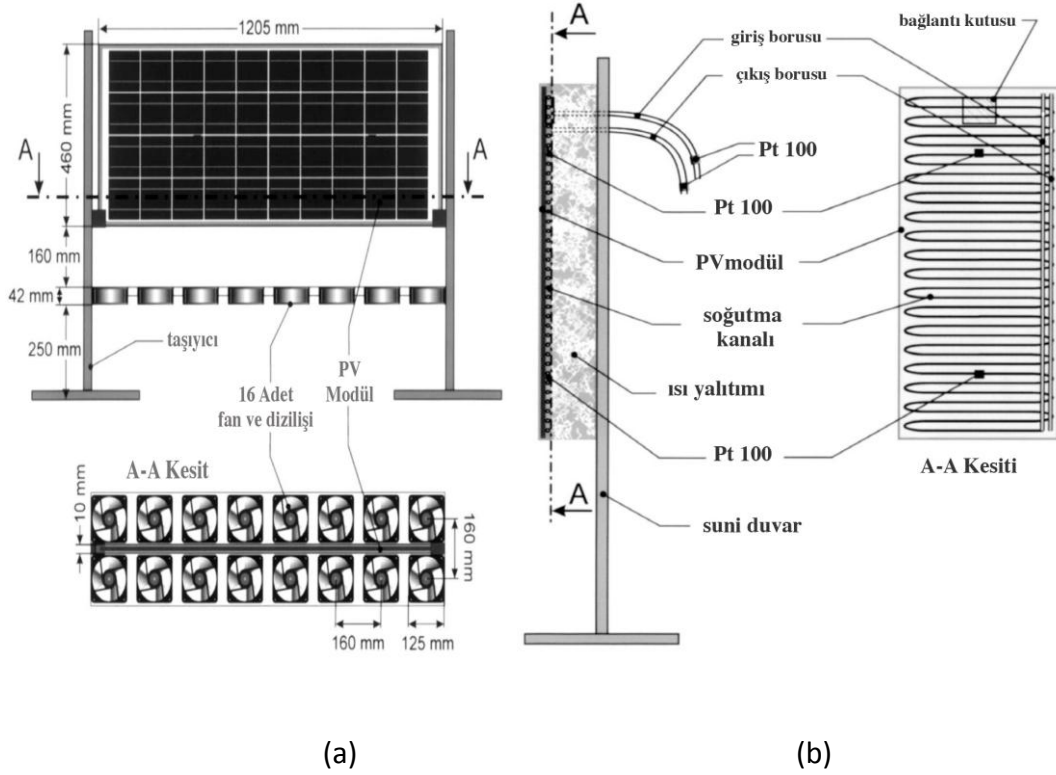 1205 mm
460 mm
A
A
160 mm
42 mm
250 mm
taşıyıcı
16 Adet
fan ve dizilişi
PV
Modül
A-A Kesit
10 mm
160 mm
160 mm
125 mm
(a)
A
giriş borusu
çıkış borusu
bağlantı kutusu
Pt 100
Pt 100
PVmodül
soğutma
kanalı
ısı yalıtımı
Pt 100
A-A Kesiti
A
suni duvar
(b)